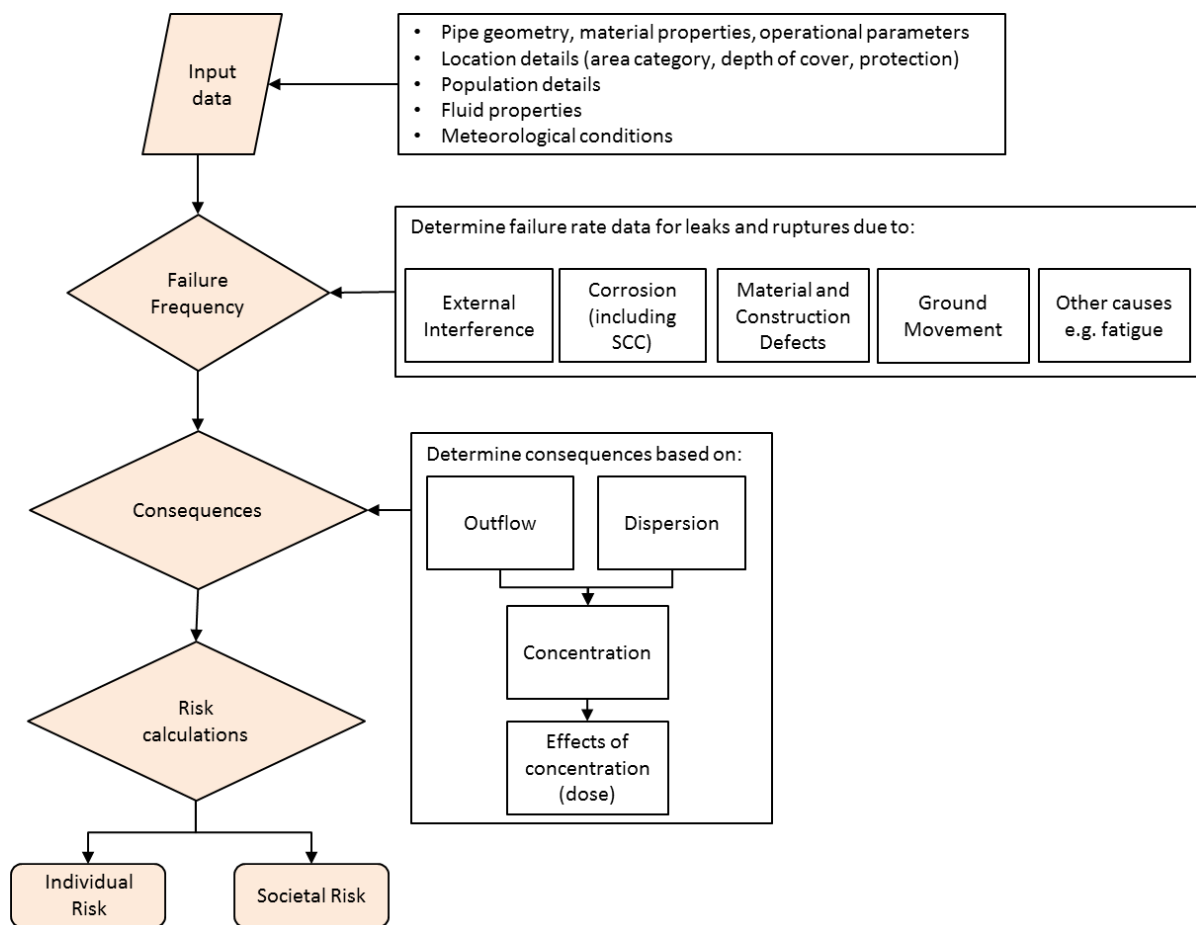 Input
data
• Pipe geometry, material properties, operational parameters
• Location details (area category, depth of cover, protection)
• Population details
• Fluid properties
• Meteorological conditions
Failure
Frequency
Determine failure rate data for leaks and ruptures due to:
External
Interference
Corrosion
(including
SCC)
Material and
Construction
Defects
Ground
Movement
Other causes
e.g. fatigue
Consequences
Determine consequences based on:
Outflow
Dispersion
Concentration
Effects of
concentration
(dose)
Risk
calculations
Individual
Risk
Societal Risk